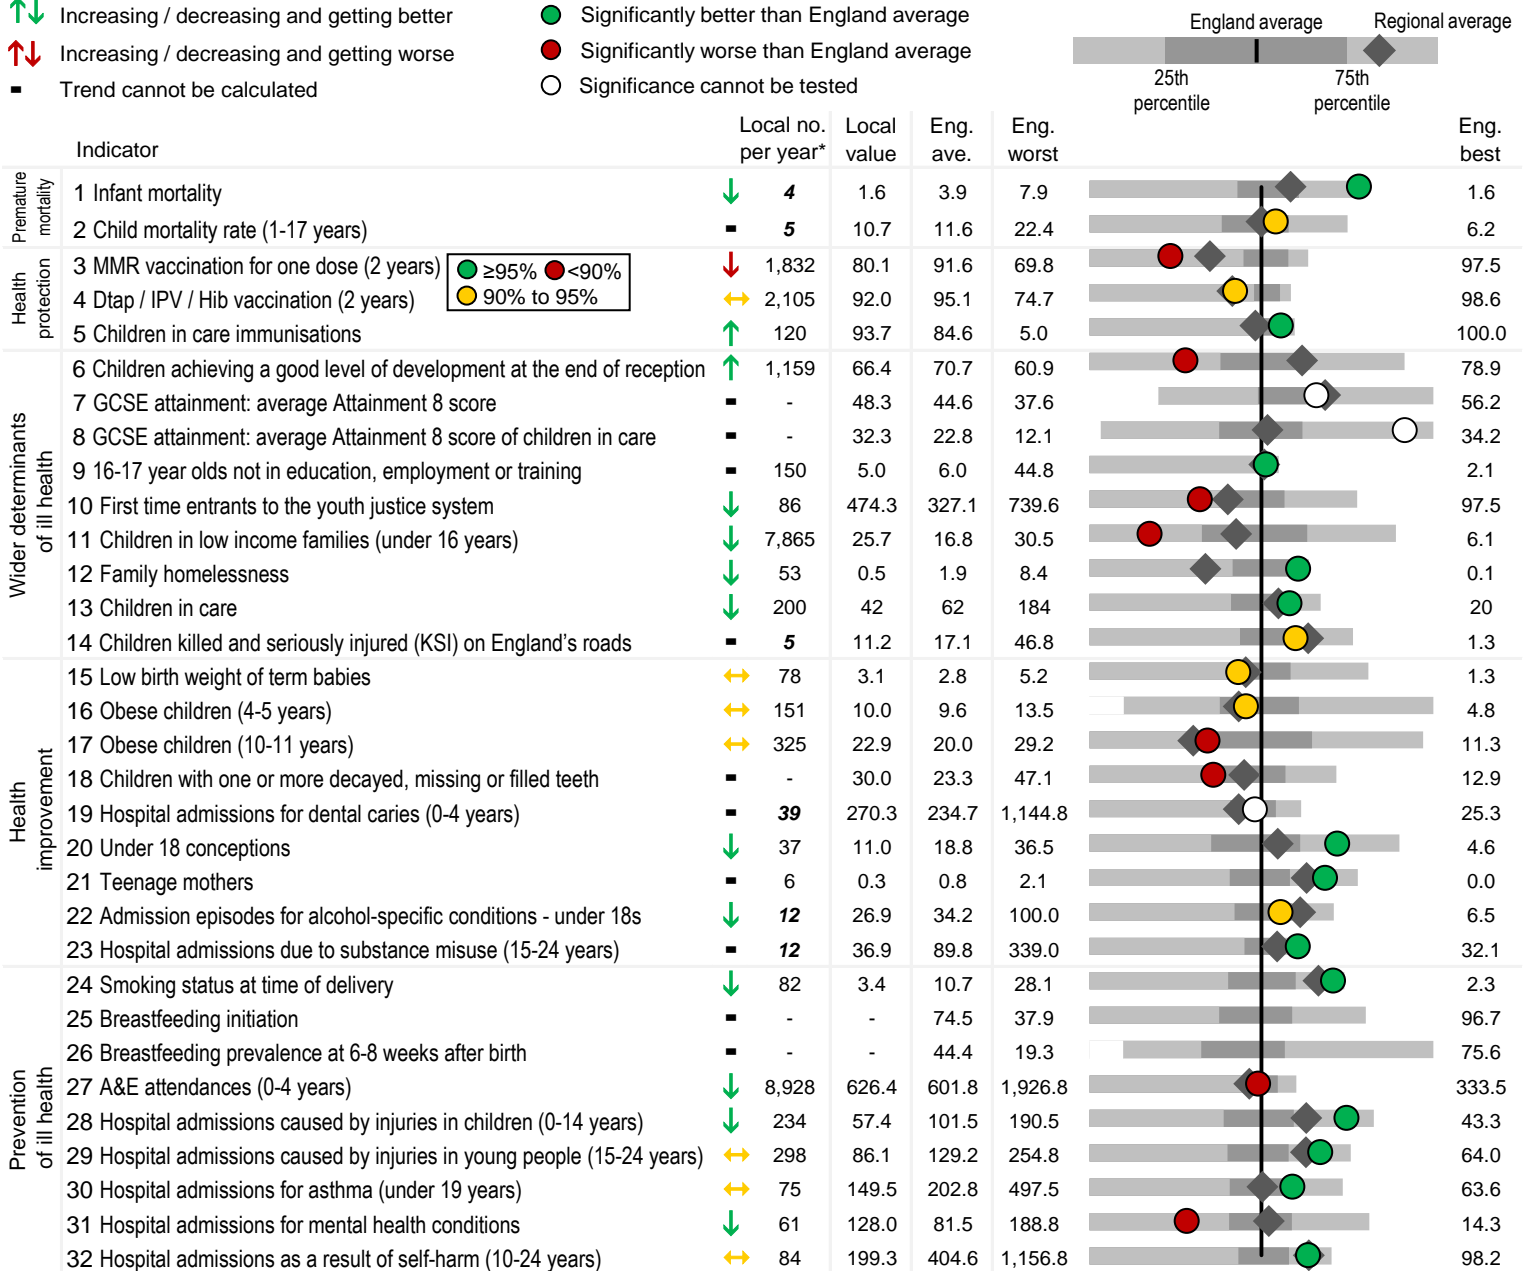 Increasing / decreasing and getting better
Significantly better than England average
England average
Regional average
Increasing / decreasing and getting worse
Significantly worse than England average
Trend cannot be calculated
Significance cannot be tested
25th percentile
75th percentile
Indicator
Local no. per year*
Local value
Eng. ave.
Eng. worst
Eng. best
Premature mortality
1 Infant mortality 4 1.6 3.9 7.9 1.6
2 Child mortality rate (1-17 years) 5 10.7 11.6 22.4 6.2
Health protection
3 MMR vaccination for one dose (2 years) ≥95% <90% 1,832 80.1 91.6 69.8 97.5
4 Dtap / IPV / Hib vaccination (2 years) 90% to 95% 2,105 92.0 95.1 74.7 98.6
5 Children in care immunisations 120 93.7 84.6 5.0 100.0
Wider determinants of ill health
6 Children achieving a good level of development at the end of reception 1,159 66.4 70.7 60.9 78.9
7 GCSE attainment: average Attainment 8 score - 48.3 44.6 37.6 56.2
8 GCSE attainment: average Attainment 8 score of children in care - 32.3 22.8 12.1 34.2
9 16-17 year olds not in education, employment or training 150 5.0 6.0 44.8 2.1
10 First time entrants to the youth justice system 86 474.3 327.1 739.6 97.5
11 Children in low income families (under 16 years) 7,865 25.7 16.8 30.5 6.1
12 Family homelessness 53 0.5 1.9 8.4 0.1
13 Children in care 200 42 62 184 20
14 Children killed and seriously injured (KSI) on England’s roads 5 11.2 17.1 46.8 1.3
Health improvement
15 Low birth weight of term babies 78 3.1 2.8 5.2 1.3
16 Obese children (4-5 years) 151 10.0 9.6 13.5 4.8
17 Obese children (10-11 years) 325 22.9 20.0 29.2 11.3
18 Children with one or more decayed, missing or filled teeth - 30.0 23.3 47.1 12.9
19 Hospital admissions for dental caries (0-4 years) 39 270.3 234.7 1,144.8 25.3
20 Under 18 conceptions 37 11.0 18.8 36.5 4.6
21 Teenage mothers 6 0.3 0.8 2.1 0.0
22 Admission episodes for alcohol-specific conditions - under 18s 12 26.9 34.2 100.0 6.5
23 Hospital admissions due to substance misuse (15-24 years) 12 36.9 89.8 339.0 32.1
Prevention of ill health
24 Smoking status at time of delivery 82 3.4 10.7 28.1 2.3
25 Breastfeeding initiation - - 74.5 37.9 96.7
26 Breastfeeding prevalence at 6-8 weeks after birth - - 44.4 19.3 75.6
27 A&E attendances (0-4 years) 8,928 626.4 601.8 1,926.8 333.5
28 Hospital admissions caused by injuries in children (0-14 years) 234 57.4 101.5 190.5 43.3
29 Hospital admissions caused by injuries in young people (15-24 years) 298 86.1 129.2 254.8 64.0
30 Hospital admissions for asthma (under 19 years) 75 149.5 202.8 497.5 63.6
31 Hospital admissions for mental health conditions 61 128.0 81.5 188.8 14.3
32 Hospital admissions as a result of self-harm (10-24 years) 84 199.3 404.6 1,156.8 98.2